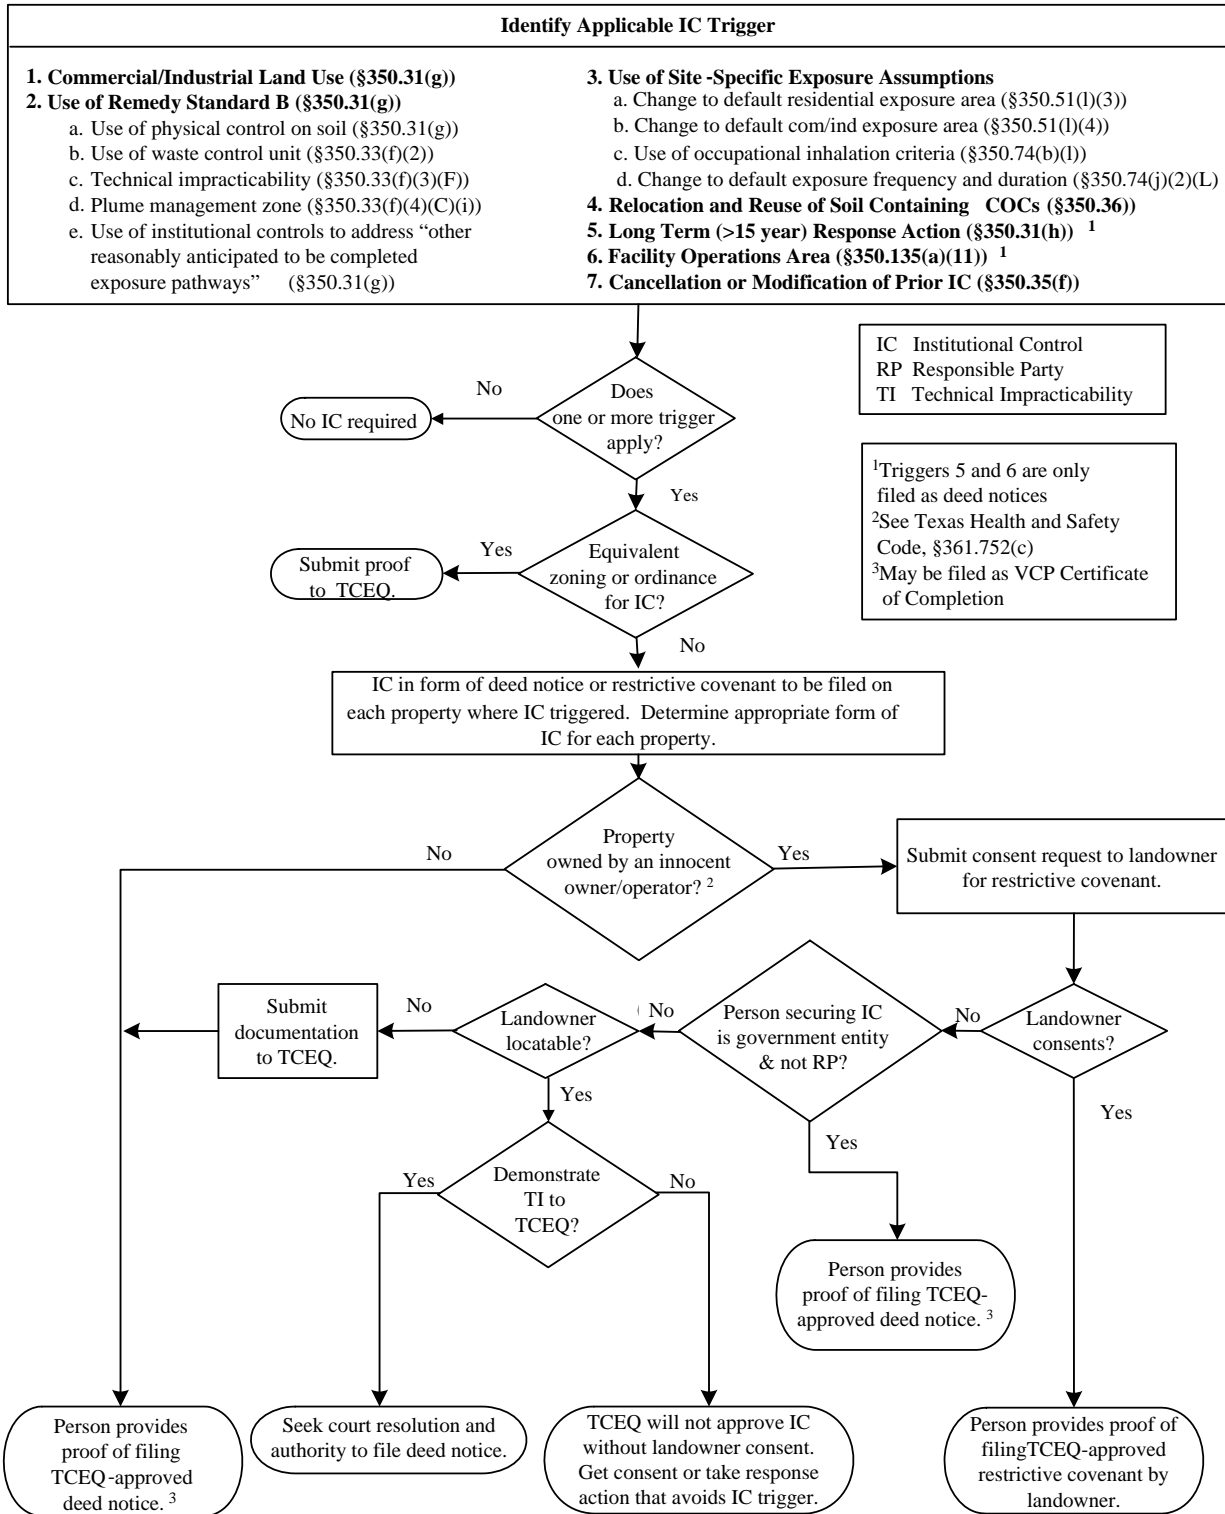 Identify Applicable IC Trigger
1. Commercial/Industrial Land Use (§350.31(g))
2. Use of Remedy Standard B (§350.31(g))
a. Use of physical control on soil (§350.31(g))
b. Use of waste control unit (§350.33(f)(2))
c. Technical impracticability (§350.33(f)(3)(F))
d. Plume management zone (§350.33(f)(4)(C)(i))
e. Use of institutional controls to address “other
reasonably anticipated to be completed
exposure pathways” (§350.31(g))
3. Use of Site -Specific Exposure Assumptions
a. Change to default residential exposure area (§350.51(l)(3))
b. Change to default com/ind exposure area (§350.51(l)(4))
c. Use of occupational inhalation criteria (§350.74(b)(l))
d. Change to default exposure frequency and duration (§350.74(j)(2)(L)
4. Relocation and Reuse of Soil Containing COCs (§350.36))
5. Long Term (>15 year) Response Action (§350.31(h)) 1
6. Facility Operations Area (§350.135(a)(11)) 1
7. Cancellation or Modification of Prior IC (§350.35(f))
IC Institutional Control
RP Responsible Party
TI Technical Impracticability
Does
one or more trigger
apply?
No
No IC required
Yes
1Triggers 5 and 6 are only
filed as deed notices
2See Texas Health and Safety
Code, §361.752(c)
3May be filed as VCP Certificate
of Completion
Equivalent
zoning or ordinance
for IC?
Yes
Submit proof
to TCEQ.
No
IC in form of deed notice or restrictive covenant to be filed on
each property where IC triggered. Determine appropriate form of
IC for each property.
Property
owned by an innocent
owner/operator? 2
No
Yes
Submit consent request to landowner
for restrictive covenant.
Landowner
consents?
No
Yes
Person securing IC
is government entity
& not RP?
( No
Yes
Landowner
locatable?
No
Yes
Submit
documentation
to TCEQ.
Demonstrate
TI to
TCEQ?
Yes
No
Person provides
proof of filing TCEQ-
approved deed notice. 3
Person provides
proof of filing
TCEQ-approved
deed notice. 3
Seek court resolution and
authority to file deed notice.
TCEQ will not approve IC
without landowner consent.
Get consent or take response
action that avoids IC trigger.
Person provides proof of
filingTCEQ-approved
restrictive covenant by
landowner.